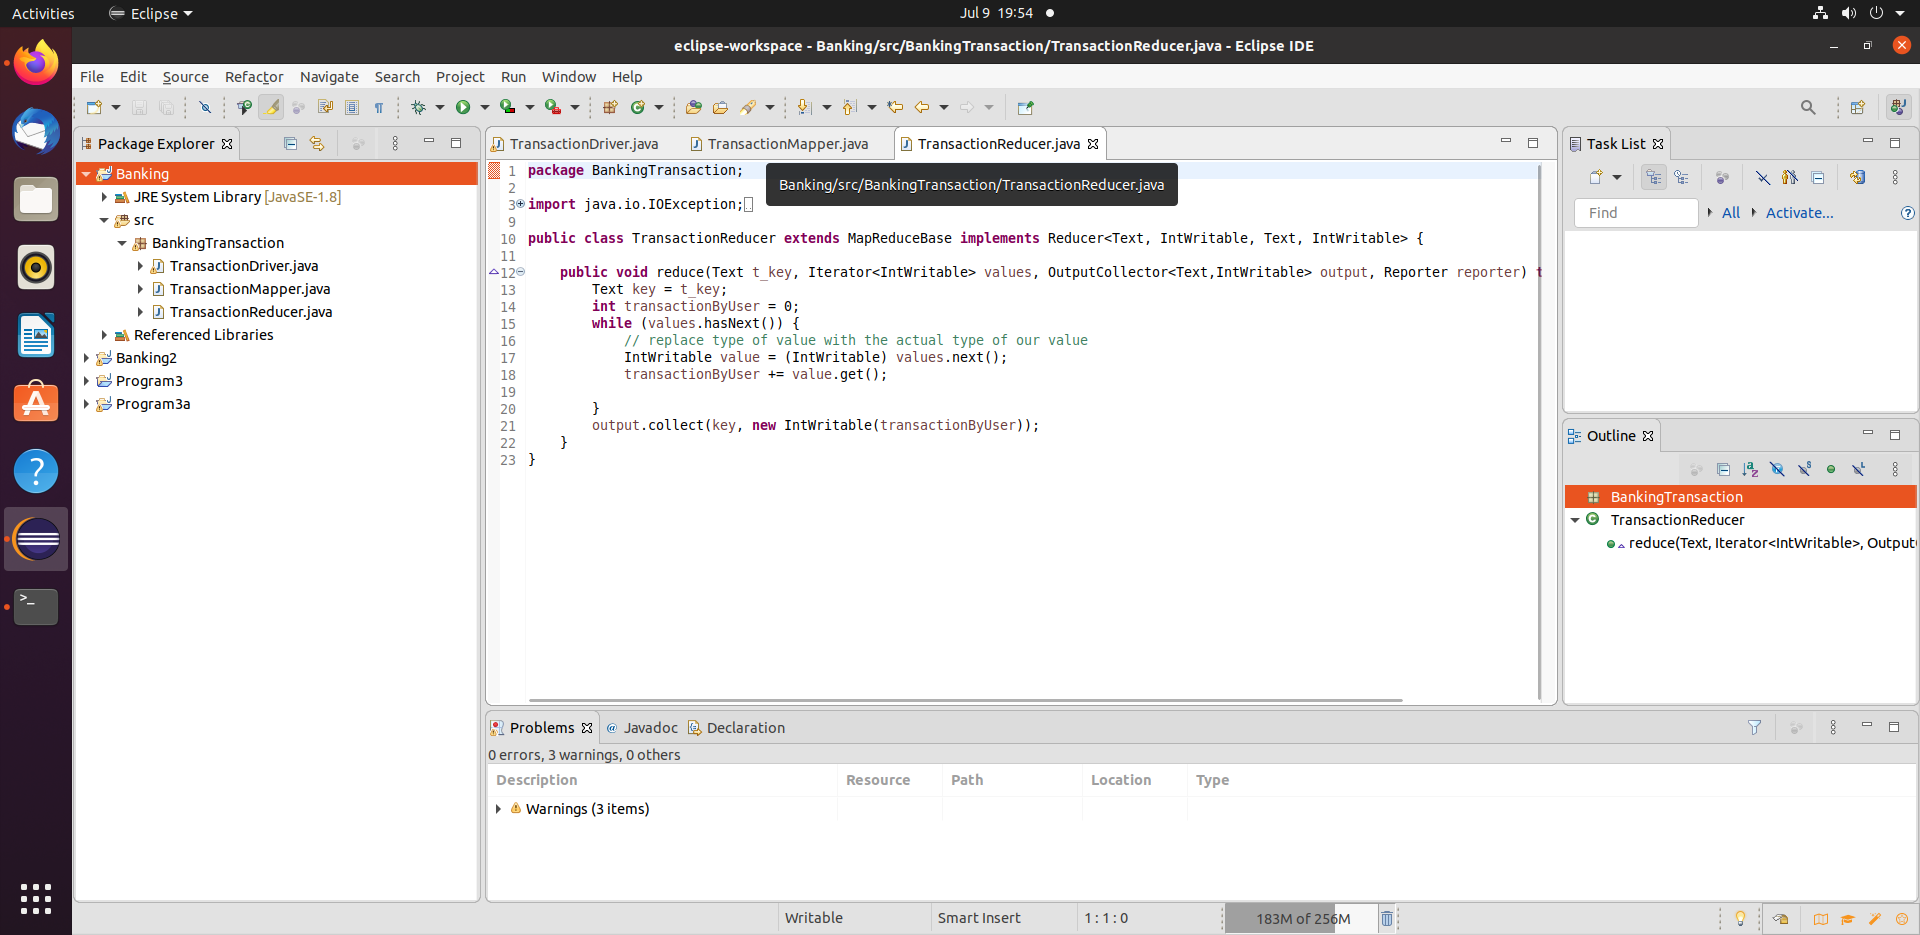 Activities Eclipse Jul 9 19:54
eclipse-workspace - Banking/src/BankingTransaction/TransactionReducer.java - Eclipse IDE
File Edit Source Refactor Navigate Search Project Run Window Help
Package Explorer
Banking
JRE System Library [JavaSE-1.8]
src
BankingTransaction
TransactionDriver.java
TransactionMapper.java
TransactionReducer.java
Referenced Libraries
Banking2
Program3
Program3a
TransactionDriver.java TransactionMapper.java TransactionReducer.java
Banking/src/BankingTransaction/TransactionReducer.java
1 package BankingTransaction;
2
3 import java.io.IOException;
9
10 public class TransactionReducer extends MapReduceBase implements Reducer<Text, IntWritable, Text, IntWritable> {
11
12 public void reduce(Text t_key, Iterator<IntWritable> values, OutputCollector<Text,IntWritable> output, Reporter reporter) t
13 Text key = t_key;
14 int transactionByUser = 0;
15 while (values.hasNext()) {
16 // replace type of value with the actual type of our value
17 IntWritable value = (IntWritable) values.next();
18 transactionByUser += value.get();
19
20 }
21 output.collect(key, new IntWritable(transactionByUser));
22 }
23 }
Task List
Find All Activate...
Outline
BankingTransaction
TransactionReducer
reduce(Text, Iterator<IntWritable>, Output
Problems Javadoc Declaration
0 errors, 3 warnings, 0 others
Description Resource Path Location Type
Warnings (3 items)
Writable Smart Insert 1 : 1 : 0 183M of 256M